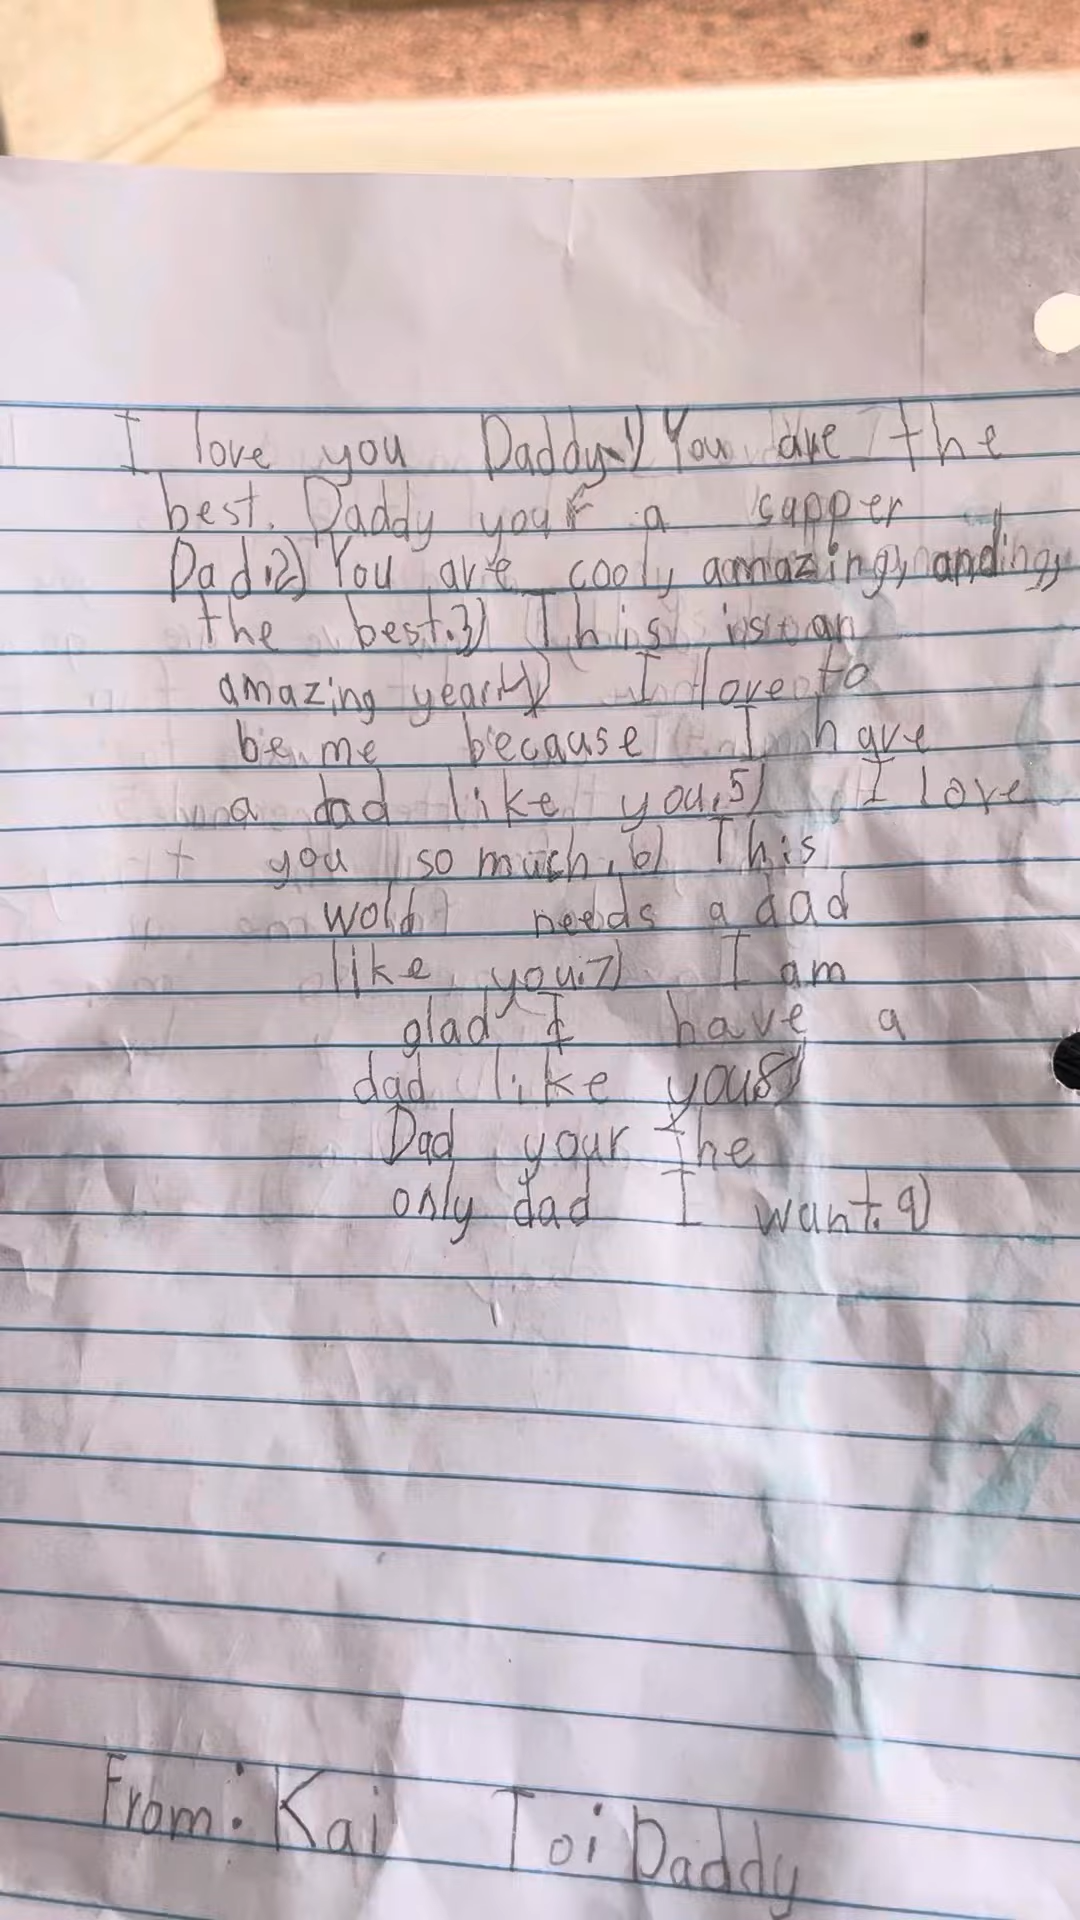 I love you Daddy.1) You are the
best. Daddy your a supper
Dad.2) You are cool, amazing, and
the best.3) This is an
amazing year.4) I love to
be me because I have
a dad like you.5) I love
you so much.6) This
wold needs a dad
like you.7) I am
glad I have a
dad like you8)
Dad your the
only dad I want.9)
From: Kai To: Daddy